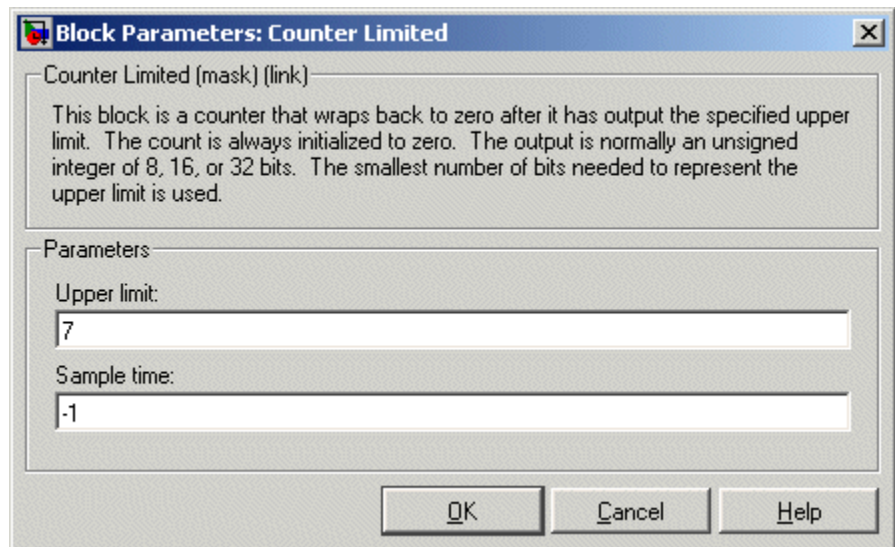 Block Parameters: Counter Limited
Counter Limited (mask) (link)
This block is a counter that wraps back to zero after it has output the specified upper
limit.  The count is always initialized to zero.  The output is normally an unsigned
integer of 8, 16, or 32 bits.  The smallest number of bits needed to represent the
upper limit is used.
Parameters
Upper limit:
7
Sample time:
-1
OK
Cancel
Help